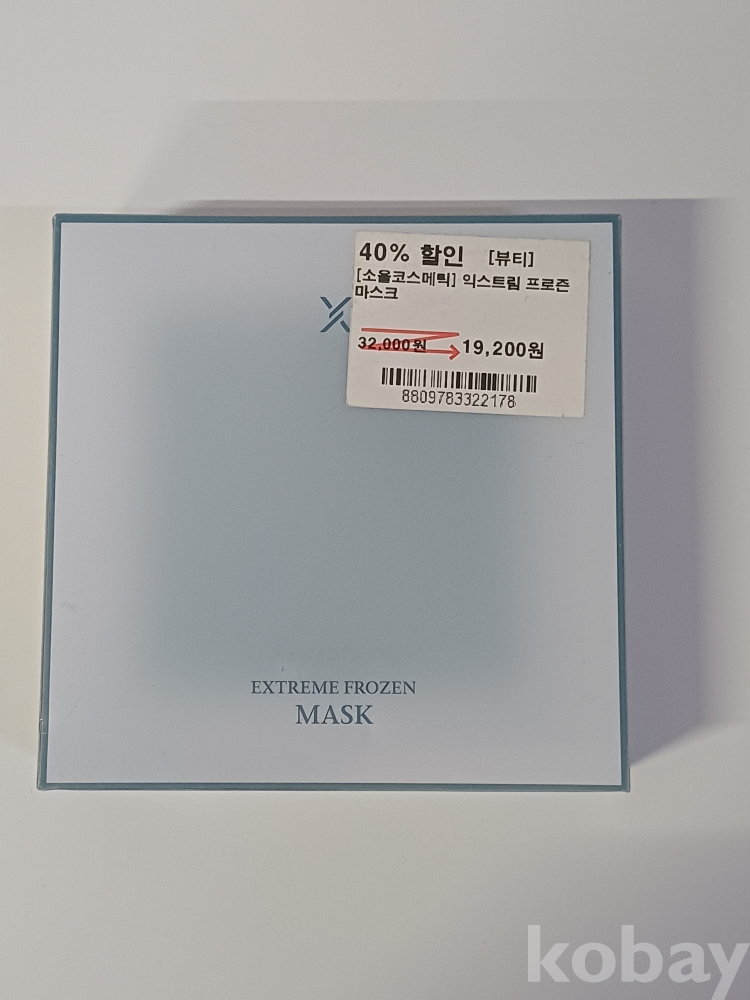 40% 할인 [뷰티]
[소울코스메틱] 익스트림 프로즌
마스크
32,000원 19,200원
8809783322178
EXTREME FROZEN
MASK
kobay